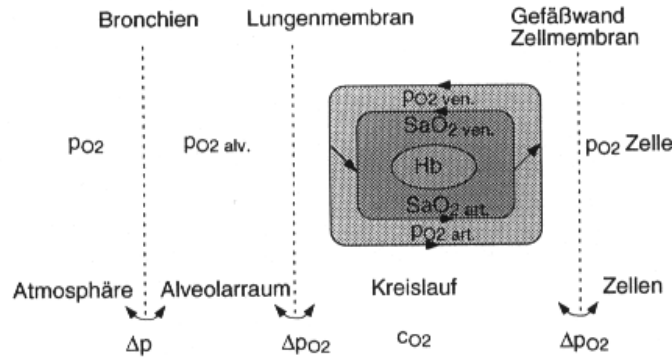 Bronchien
Lungenmembran
Gefäßwand
Zellmembran
pO2
pO2 alv.
pO2 ven.
SaO2 ven.
Hb
SaO2 art.
pO2 art.
pO2 Zelle
Atmosphäre
Alveolarraum
Kreislauf
Zellen
Δp
ΔpO2
cO2
ΔpO2